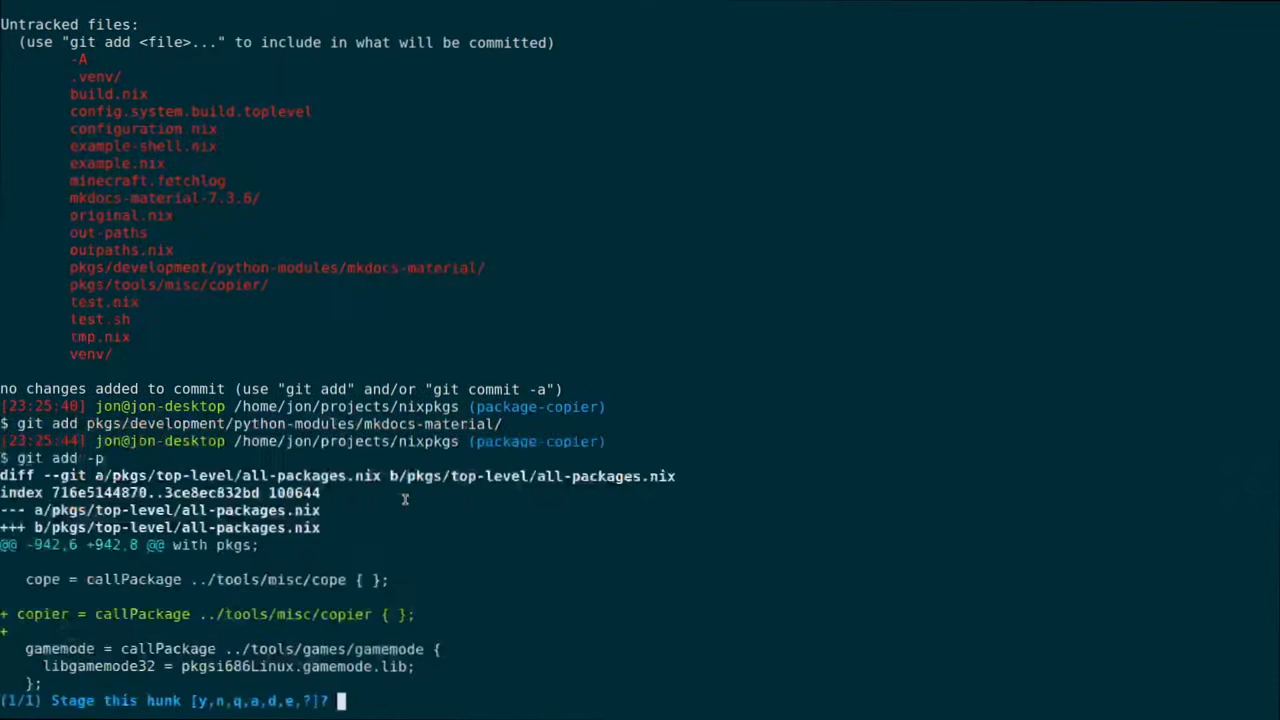 Untracked files:
(use "git add <file>..." to include in what will be committed)
-A
.venv/
build.nix
config.system.build.toplevel
configuration.nix
example-shell.nix
example.nix
minecraft.fetchlog
mkdocs-material-7.3.6/
original.nix
out-paths
outpaths.nix
pkgs/development/python-modules/mkdocs-material/
pkgs/tools/misc/copier/
test.nix
test.sh
tmp.nix
venv/
no changes added to commit (use "git add" and/or "git commit -a")
[23:25:40] jon@jon-desktop /home/jon/projects/nixpkgs (package-copier)
$ git add pkgs/development/python-modules/mkdocs-material/
[23:25:44] jon@jon-desktop /home/jon/projects/nixpkgs (package-copier)
$ git add -p
diff --git a/pkgs/top-level/all-packages.nix b/pkgs/top-level/all-packages.nix
index 716e5144870..3ce8ec832bd 100644
--- a/pkgs/top-level/all-packages.nix
+++ b/pkgs/top-level/all-packages.nix
@@ -942,6 +942,8 @@ with pkgs;
cope = callPackage ../tools/misc/cope { };
+ copier = callPackage ../tools/misc/copier { };
+
gamemode = callPackage ../tools/games/gamemode {
libgamemode32 = pkgsi686Linux.gamemode.lib;
};
(1/1) Stage this hunk [y,n,q,a,d,e,?]?